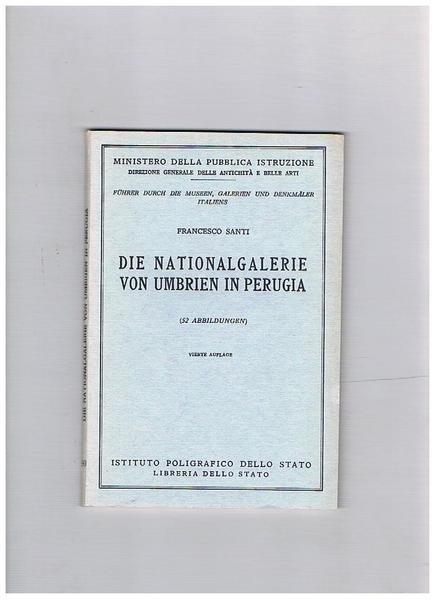 MINISTERO DELLA PUBBLICA ISTRUZIONE
DIREZIONE GENERALE DELLE ANTICHITÀ E BELLE ARTI
FÜHRER DURCH DIE MUSEEN, GALERIEN UND DENKMÄLER
ITALIENS
FRANCESCO SANTI
DIE NATIONALGALERIE
VON UMBRIEN IN PERUGIA
(52 ABBILDUNGEN)
VIERTE AUFLAGE
ISTITUTO POLIGRAFICO DELLO STATO
LIBRERIA DELLO STATO
DIE NATIONALGALERIE VON UMBRIEN IN PERUGIA